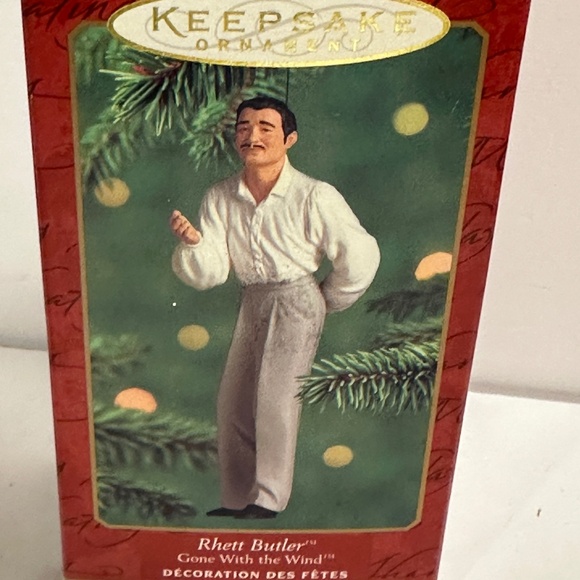 KEEPSAKE
ORNAMENT
Rhett Butler™
Gone With the Wind™
DÉCORATION DES FÊTES